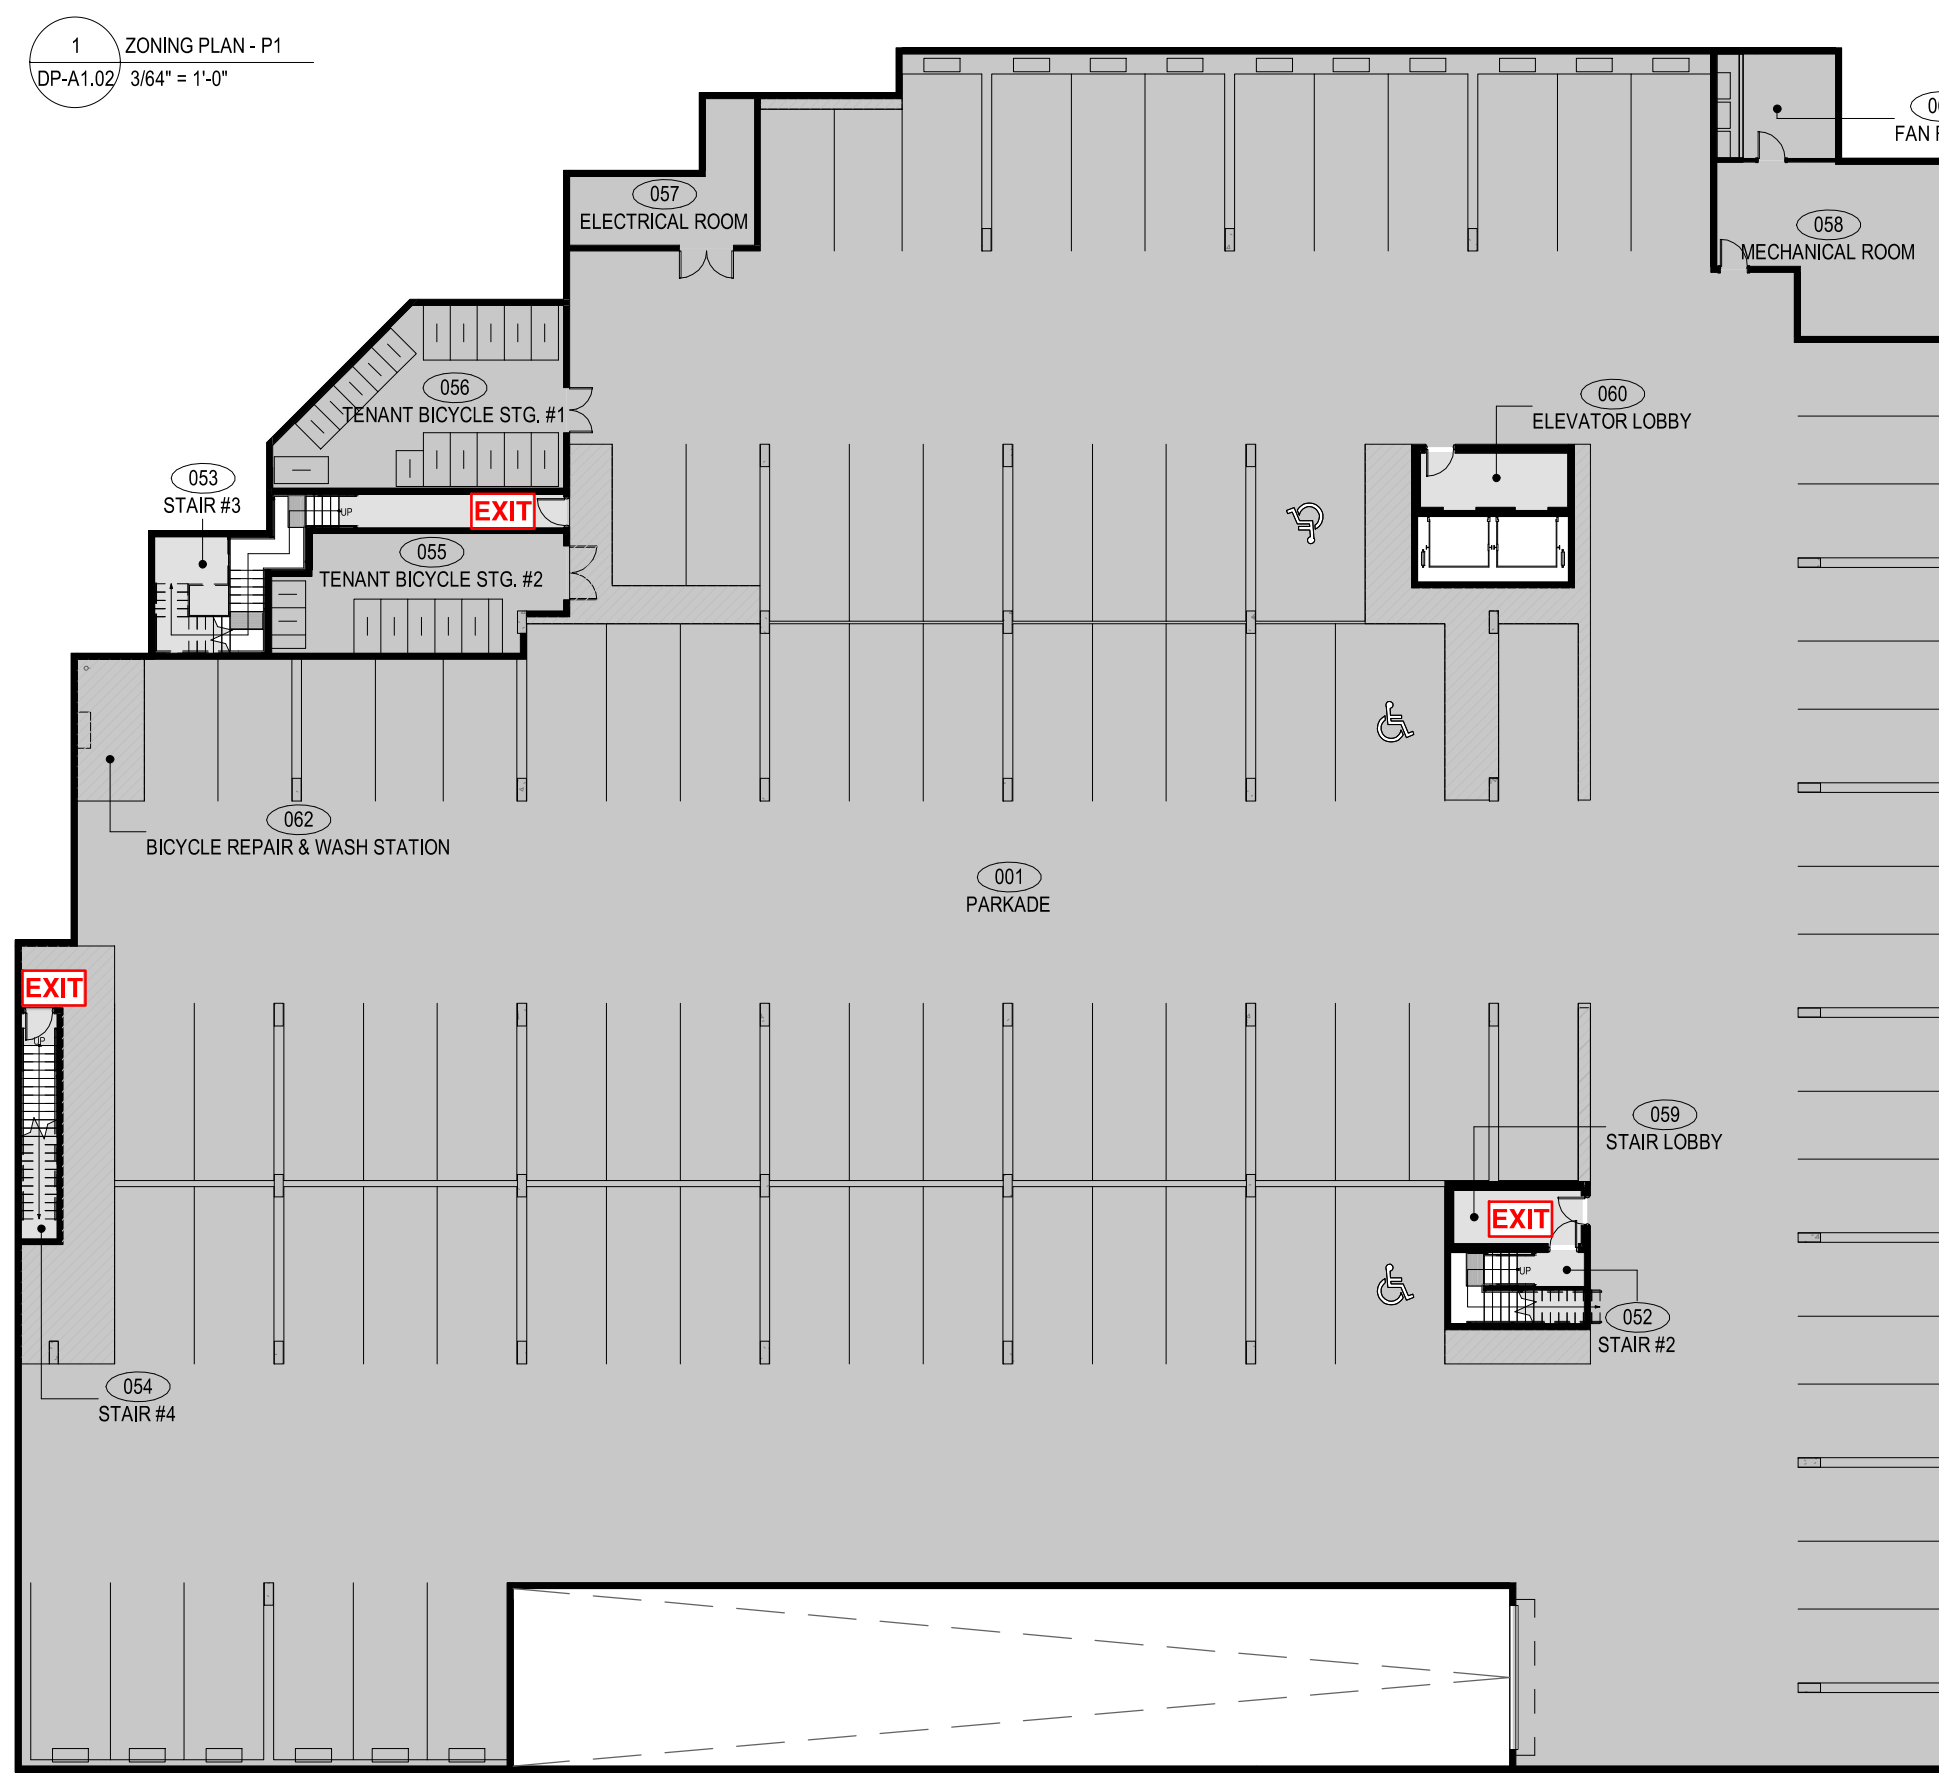 1
ZONING PLAN - P1
DP-A1.02
3/64" = 1'-0"
FAN
057
ELECTRICAL ROOM
058
MECHANICAL ROOM
056
TENANT BICYCLE STG. #1
060
ELEVATOR LOBBY
053
STAIR #3
UP
EXIT
055
TENANT BICYCLE STG. #2
062
BICYCLE REPAIR & WASH STATION
001
PARKADE
EXIT
UP
059
STAIR LOBBY
EXIT
UP
052
STAIR #2
054
STAIR #4